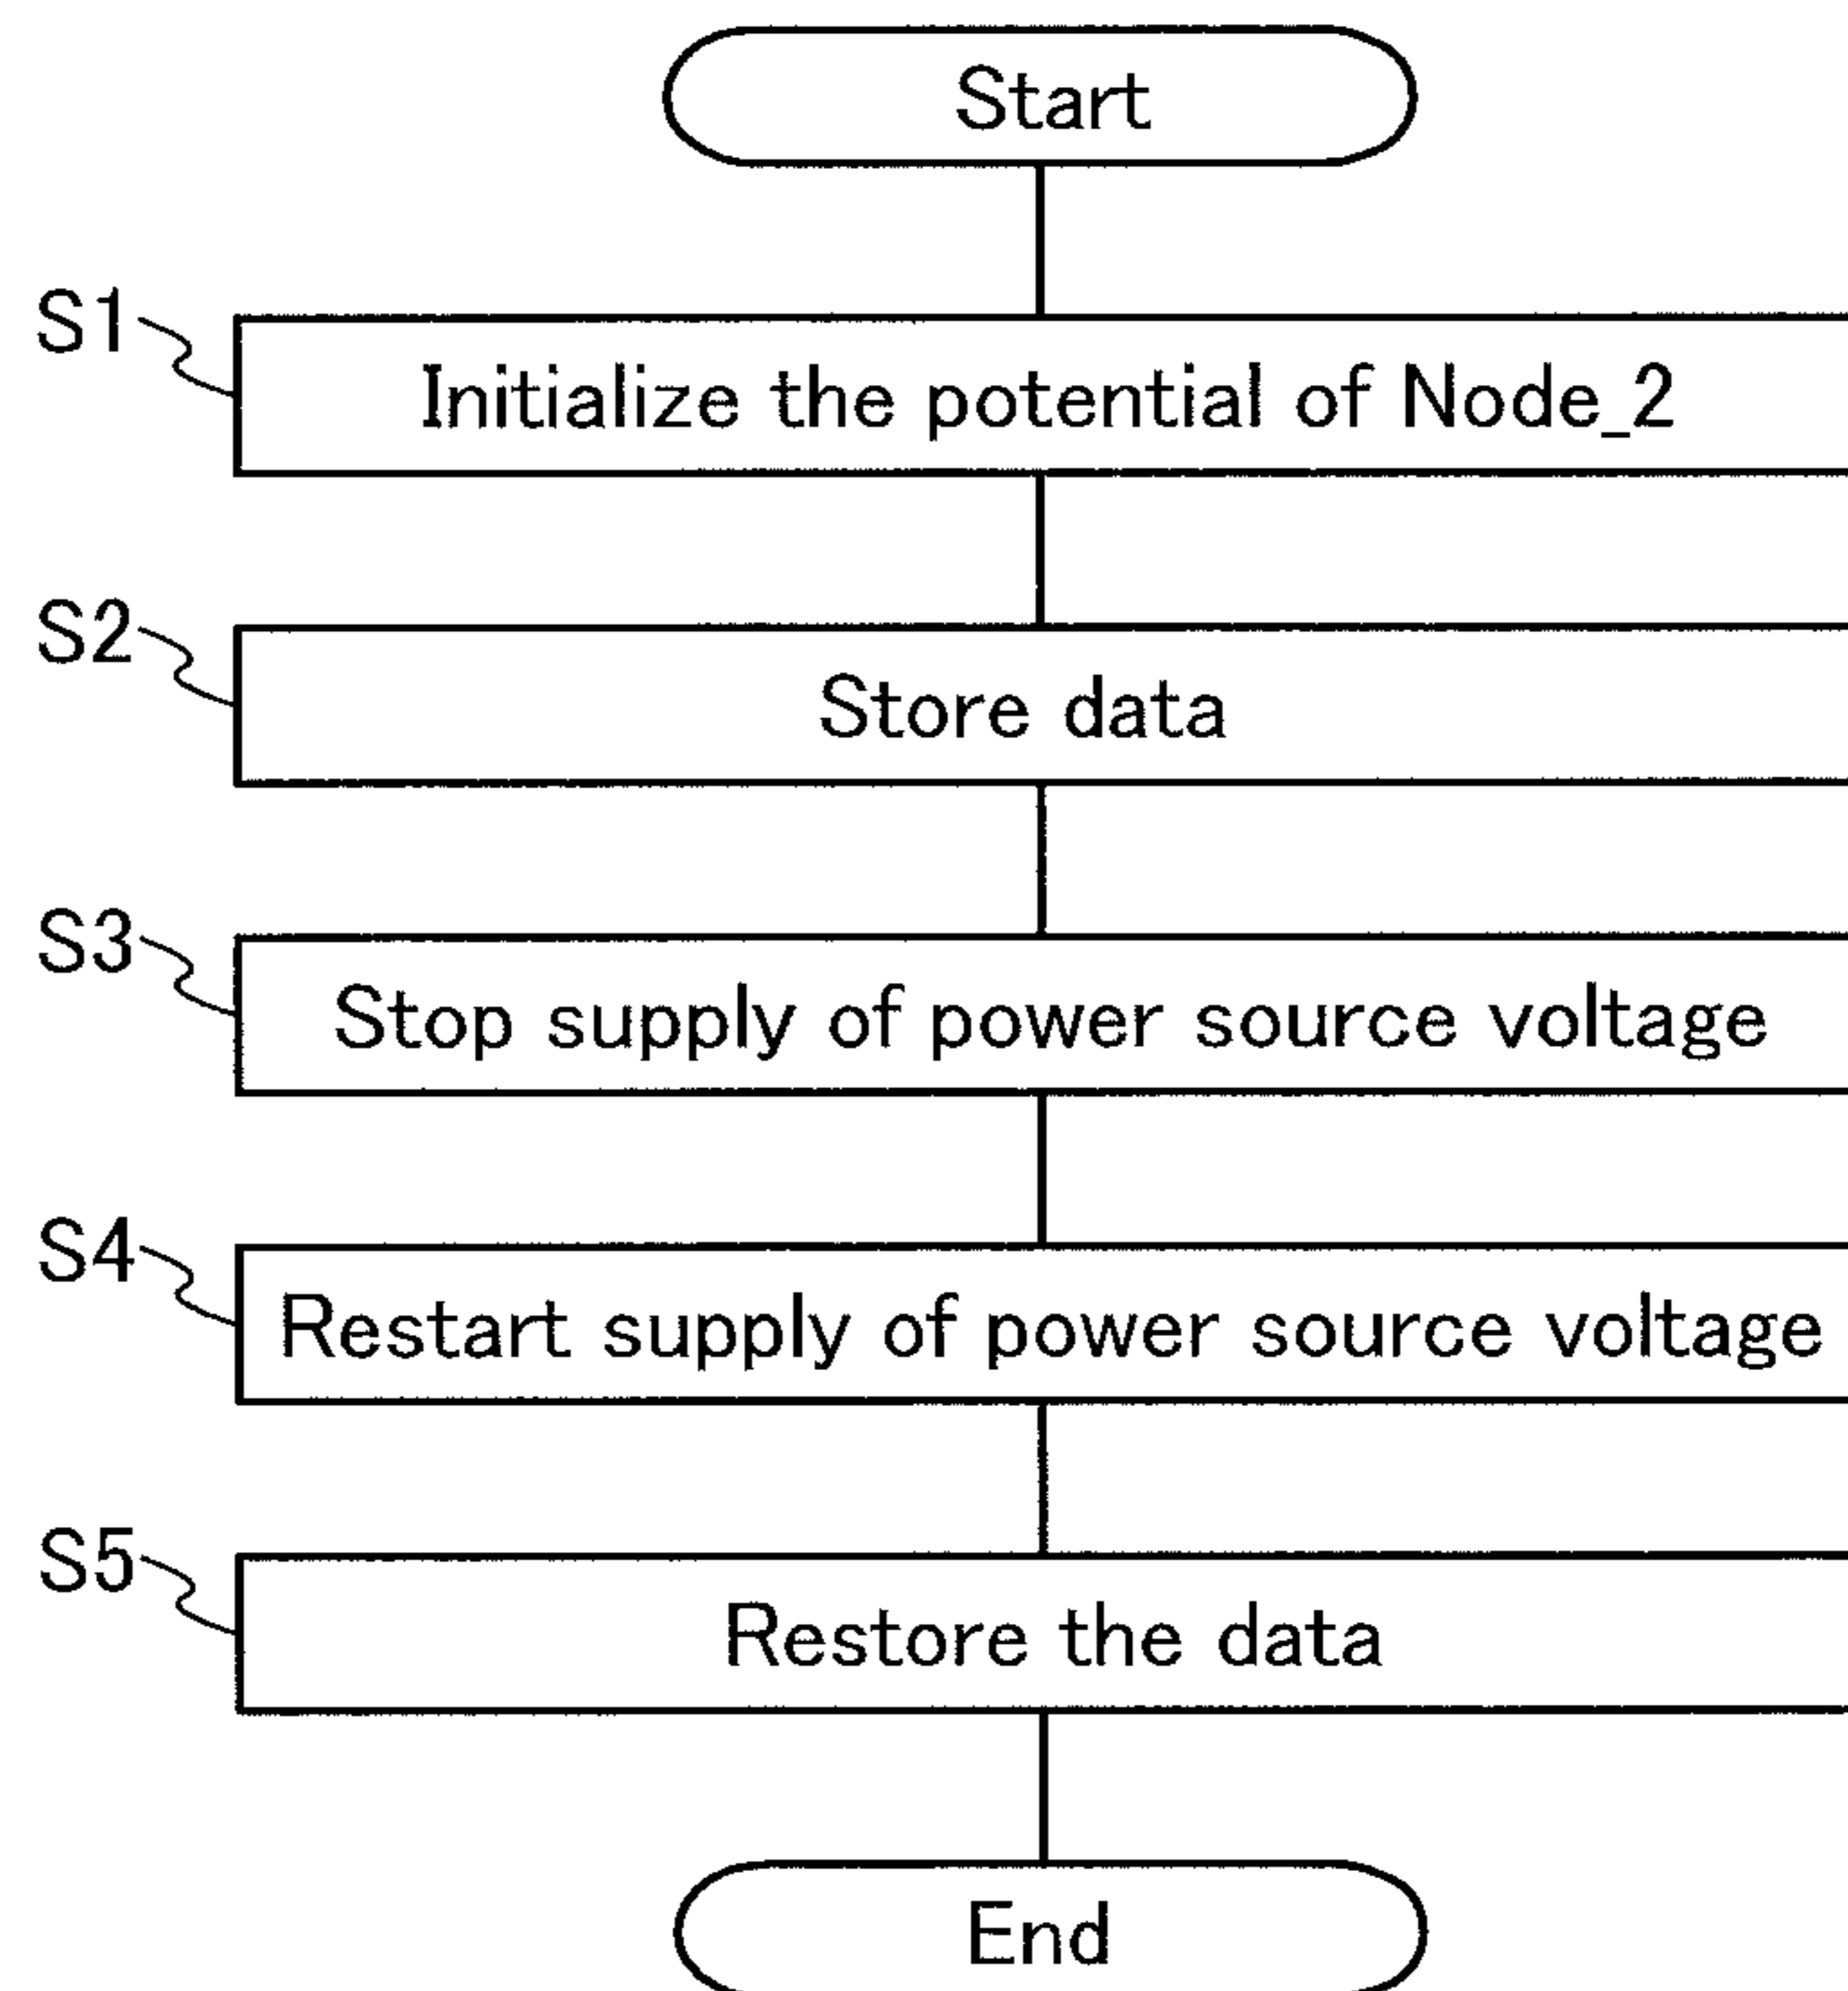 Start
S1
Initialize the potential of Node_2
S2
Store data
S3
Stop supply of power source voltage
S4
Restart supply of power source voltage
S5
Restore the data
End